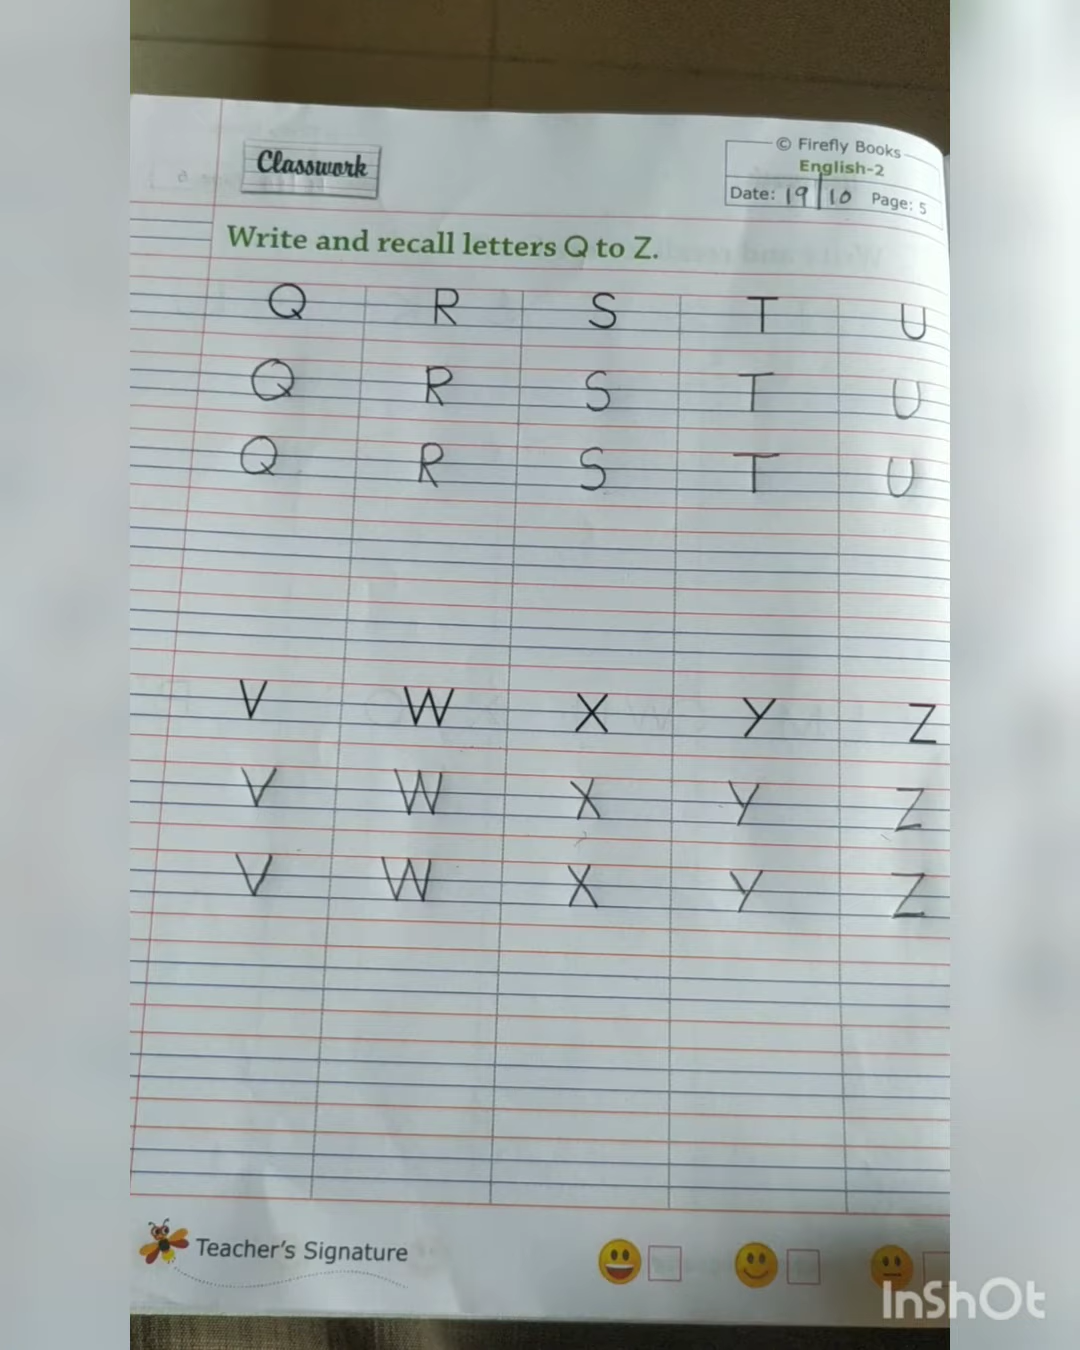 Classwork
© Firefly Books
English-2
Date: 19/10 Page: 5
Write and recall letters Q to Z.
Q R S T U
Q R S T U
Q R S T U
V W X Y Z
V W X Y Z
V W X Y Z
Teacher's Signature
InShOt